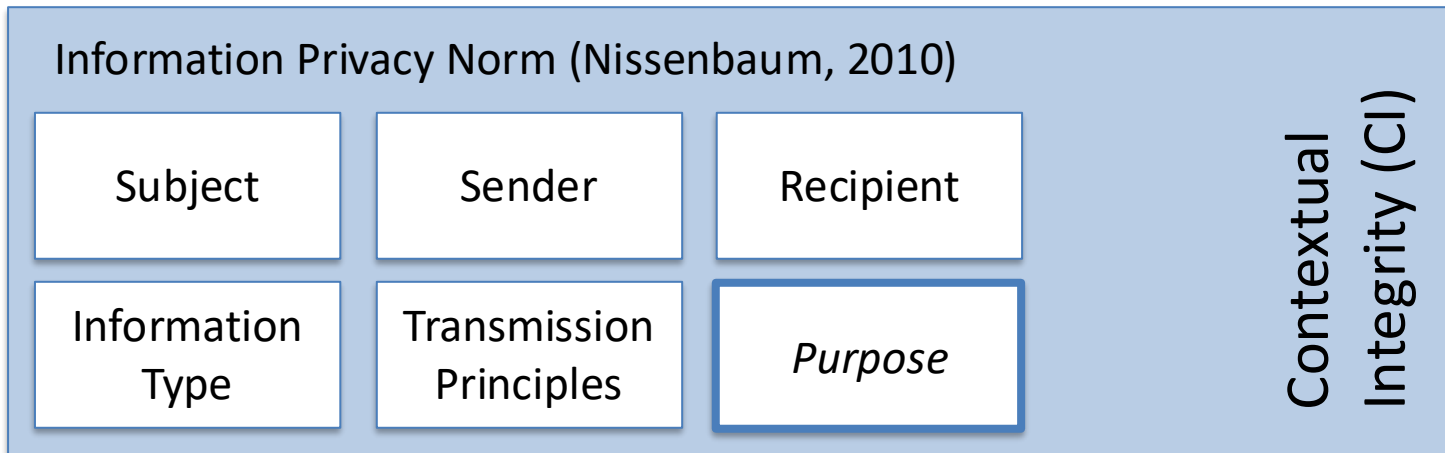 Information Privacy Norm (Nissenbaum, 2010)
Subject
Sender
Recipient
Information
Type
Transmission
Principles
Purpose
Contextual
Integrity (CI)